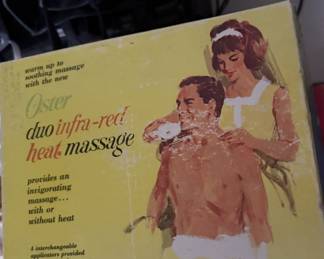 warm up to
soothing massage
with the new
Oster
duo infra-red
heat massage
provides an
invigorating
massage...
with or
without heat
4 interchangeable
applicators provided